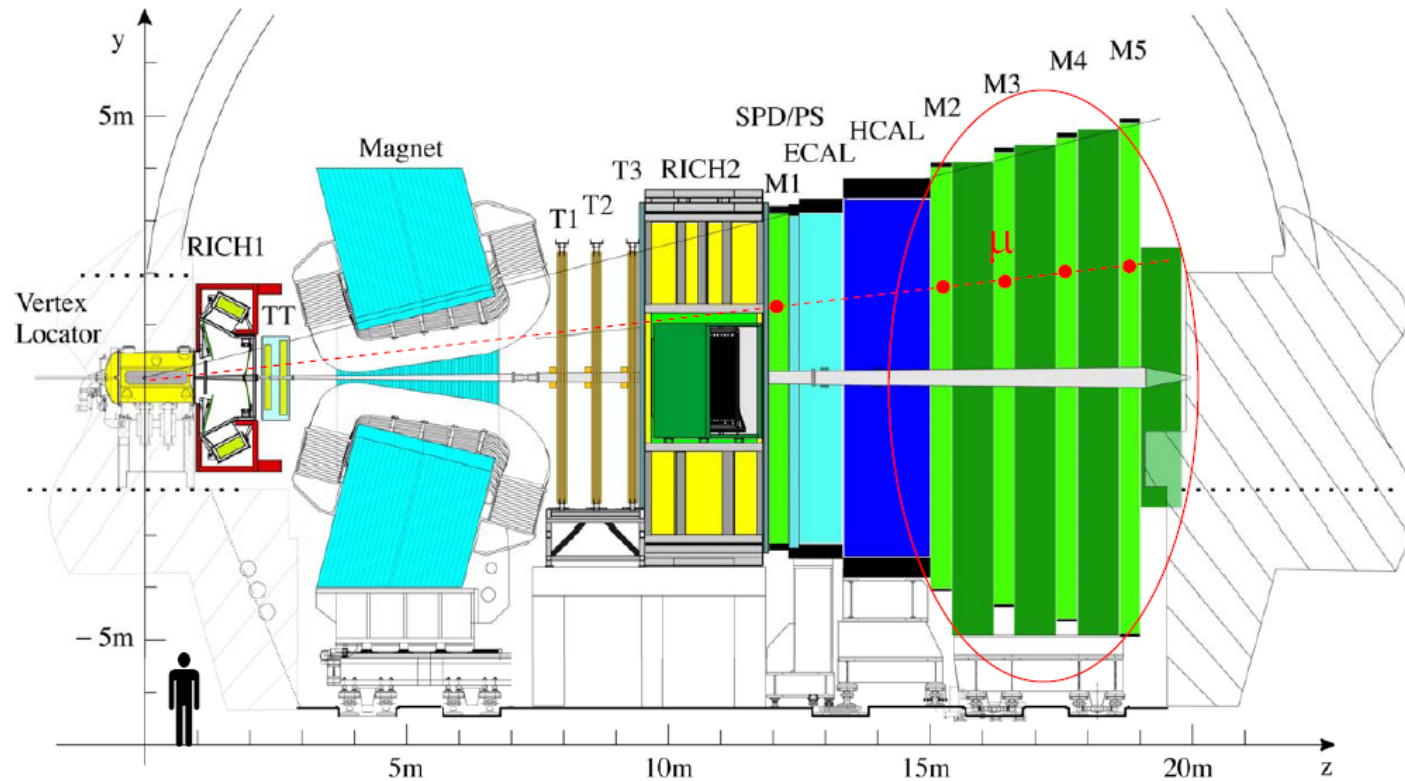 y
M5
M4
M3
5m
M2
SPD/PS
HCAL
Magnet
ECAL
T3
RICH2
M1
T2
T1
μ
RICH1
Vertex
Locator
TT
− 5m
5m
10m
15m
20m
z